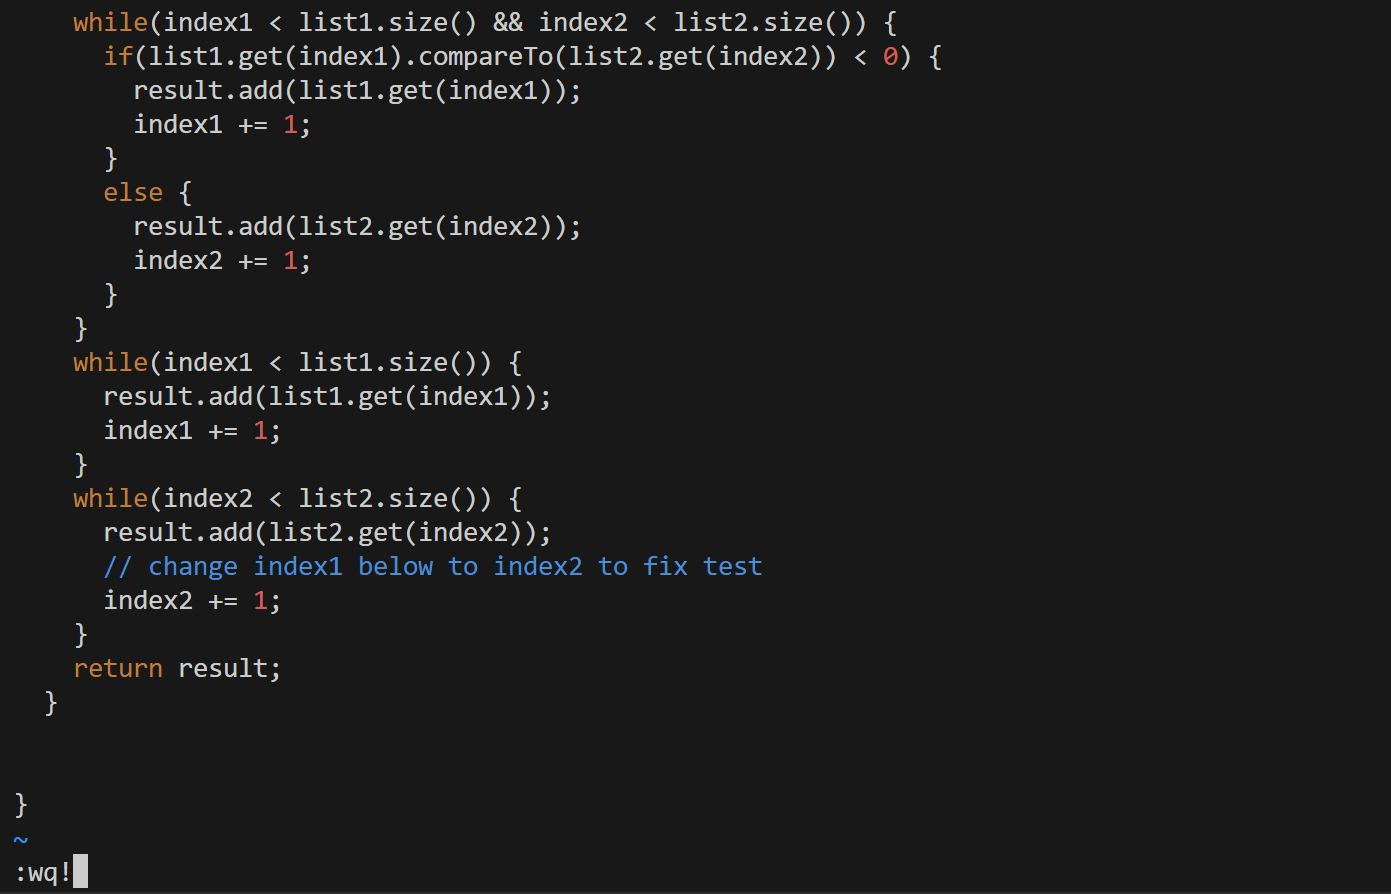 while(index1 < list1.size() && index2 < list2.size()) {
      if(list1.get(index1).compareTo(list2.get(index2)) < 0) {
        result.add(list1.get(index1));
        index1 += 1;
      }
      else {
        result.add(list2.get(index2));
        index2 += 1;
      }
    }
    while(index1 < list1.size()) {
      result.add(list1.get(index1));
      index1 += 1;
    }
    while(index2 < list2.size()) {
      result.add(list2.get(index2));
      // change index1 below to index2 to fix test
      index2 += 1;
    }
    return result;
  }
}
~
:wq!